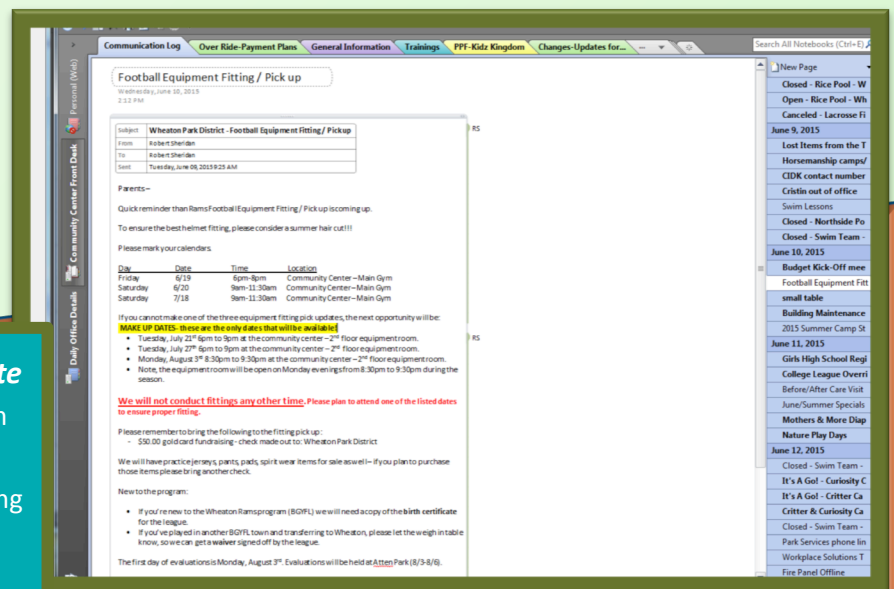 Communication Log Over Ride-Payment Plans General Information Trainings PPF-Kidz Kingdom Changes-Updates for... Search All Notebooks (Ctrl+E)
Personal (Web)
Community Center Front Desk
Daily Office Details
te
n
ng
Football Equipment Fitting / Pick up
Wednesday, June 10, 2015
2:12 PM
Subject Wheaton Park District - Football Equipment Fitting / Pickup
From Robert Sheridan
To Robert Sheridan
Sent Tuesday, June 09, 2015 9:25 AM
RS
Parents–
Quick reminder than Rams Football Equipment Fitting / Pick up is coming up.
To ensure the best helmet fitting, please consider a summer hair cut!!!
Please mark your calendars.
Day Date Time Location
Friday 6/19 6pm-8pm Community Center–Main Gym
Saturday 6/20 9am-11:30am Community Center–Main Gym
Saturday 7/18 9am-11:30am Community Center–Main Gym
If you cannot make one of the three equipment fitting pick updates, the next opportunity will be:
MAKE UP DATES- these are the only dates that will be available!
RS
• Tuesday, July 21st 6pm to 9pm at the community center – 2nd floor equipment room.
• Tuesday, July 27th 6pm to 9pm at the community center – 2nd floor equipment room.
• Monday, August 3rd 8:30pm to 9:30pm at the community center – 2nd floor equipment room.
• Note, the equipment room will be open on Monday evenings from 8:30pm to 9:30pm during the
season.
We will not conduct fittings any other time. Please plan to attend one of the listed dates
to ensure proper fitting.
Please remember to bring the following to the fitting pick up:
- $50.00 gold card fundraising - check made out to: Wheaton Park District
We will have practice jerseys, pants, pads, spirit wear items for sale as well – if you plan to purchase
those items please bring another check.
New to the program:
• If you're new to the Wheaton Rams program (BGYFL) we will need a copy of the birth certificate
for the league.
• If you've played in another BGYFL town and transferring to Wheaton, please let the weigh in table
know, so we can get a waiver signed off by the league.
The first day of evaluations is Monday, August 3rd. Evaluations will be held at Atten Park (8/3-8/6).
New Page
Closed - Rice Pool - W
Open - Rice Pool - Wh
Canceled - Lacrosse Fi
June 9, 2015
Lost Items from the T
Horsemanship camps/
CIDK contact number
Cristin out of office
Swim Lessons
Closed - Northside Po
Closed - Swim Team -
June 10, 2015
Budget Kick-Off mee
Football Equipment Fitt
small table
Building Maintenance
2015 Summer Camp St
June 11, 2015
Girls High School Regi
College League Overri
Before/After Care Visit
June/Summer Specials
Mothers & More Diap
Nature Play Days
June 12, 2015
Closed - Swim Team -
It's A Go! - Curiosity C
It's A Go! - Critter Ca
Critter & Curiosity Ca
Closed - Swim Team -
Park Services phone lin
Workplace Solutions T
Fire Panel Offline